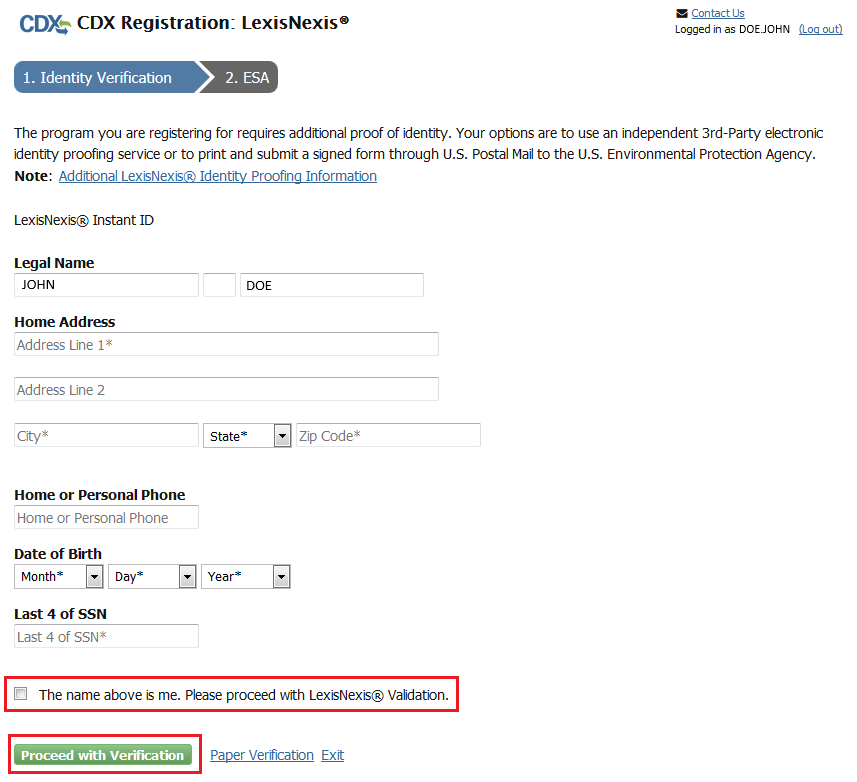 CDX CDX Registration: LexisNexis®
Contact Us
Logged in as DOE.JOHN (Log out)
1. Identity Verification 2. ESA
The program you are registering for requires additional proof of identity. Your options are to use an independent 3rd-Party electronic
identity proofing service or to print and submit a signed form through U.S. Postal Mail to the U.S. Environmental Protection Agency.
Note: Additional LexisNexis® Identity Proofing Information
LexisNexis® Instant ID
Legal Name
JOHN DOE
Home Address
Address Line 1*
Address Line 2
City* State* Zip Code*
Home or Personal Phone
Home or Personal Phone
Date of Birth
Month* Day* Year*
Last 4 of SSN
Last 4 of SSN*
The name above is me. Please proceed with LexisNexis® Validation.
Proceed with Verification Paper Verification Exit